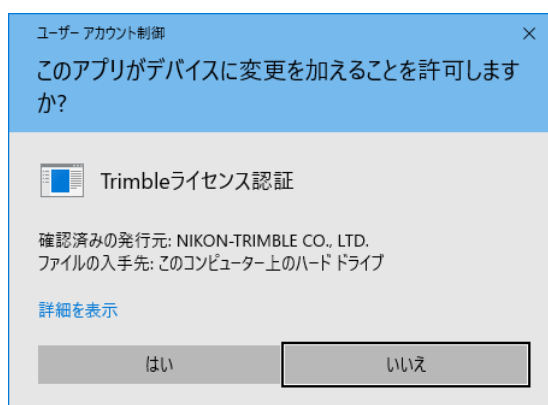 ユーザー アカウント制御
このアプリがデバイスに変更を加えることを許可します
か?
Trimbleライセンス認証
確認済みの発行元: NIKON-TRIMBLE CO., LTD.
ファイルの入手先: このコンピューター上のハード ドライブ
詳細を表示
はい
いいえ